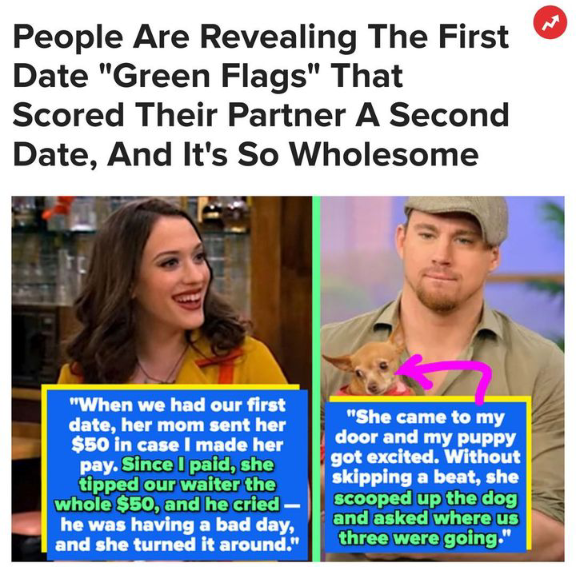 People Are Revealing The First
Date "Green Flags" That
Scored Their Partner A Second
Date, And It's So Wholesome
"When we had our first
date, her mom sent her
$50 in case I made her
pay. Since I paid, she
tipped our waiter the
whole $50, and he cried —
he was having a bad day,
and she turned it around."
"She came to my
door and my puppy
got excited. Without
skipping a beat, she
scooped up the dog
and asked where us
three were going."